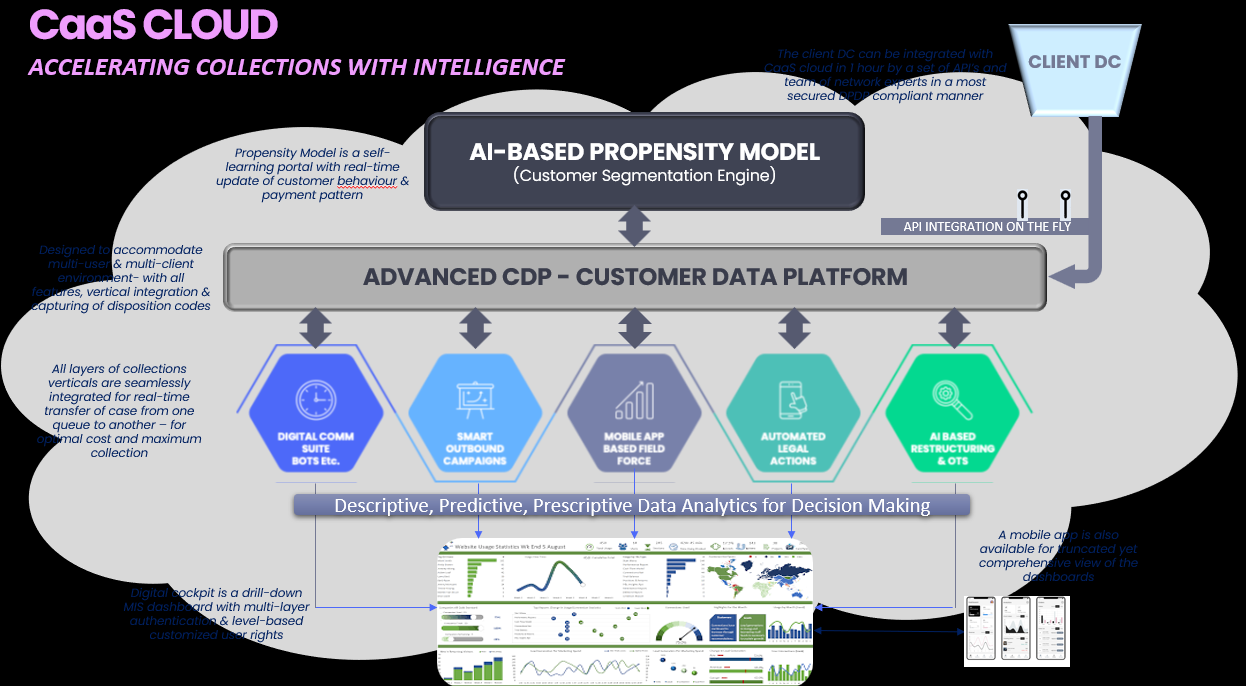 CaaS CLOUD
ACCELERATING COLLECTIONS WITH INTELLIGENCE
The client DC can be integrated with
CaaS cloud in 1 hour by a set of API's and
team of network experts in a most
secured DPDP compliant manner
CLIENT DC
AI-BASED PROPENSITY MODEL
(Customer Segmentation Engine)
Propensity Model is a self-
learning portal with real-time
update of customer behaviour &
payment pattern
API INTEGRATION ON THE FLY
Designed to accommodate
multi-user & multi-client
environment- with all
features, vertical integration &
capturing of disposition codes
ADVANCED CDP - CUSTOMER DATA PLATFORM
All layers of collections
verticals are seamlessly
integrated for real-time
transfer of case from one
queue to another – for
optimal cost and maximum
collection
DIGITAL COMM
SUITE
BOTS Etc.
SMART
OUTBOUND
CAMPAIGNS
MOBILE APP
BASED FIELD
FORCE
AUTOMATED
LEGAL
ACTIONS
AI BASED
RESTRUCTURING
& OTS
Descriptive, Predictive, Prescriptive Data Analytics for Decision Making
A mobile app is also
available for truncated yet
comprehensive view of the
dashboards
Website Usage Statistics Wk End 5 August
Digital cockpit is a drill-down
MIS dashboard with multi-layer
authentication & level-based
customized user rights